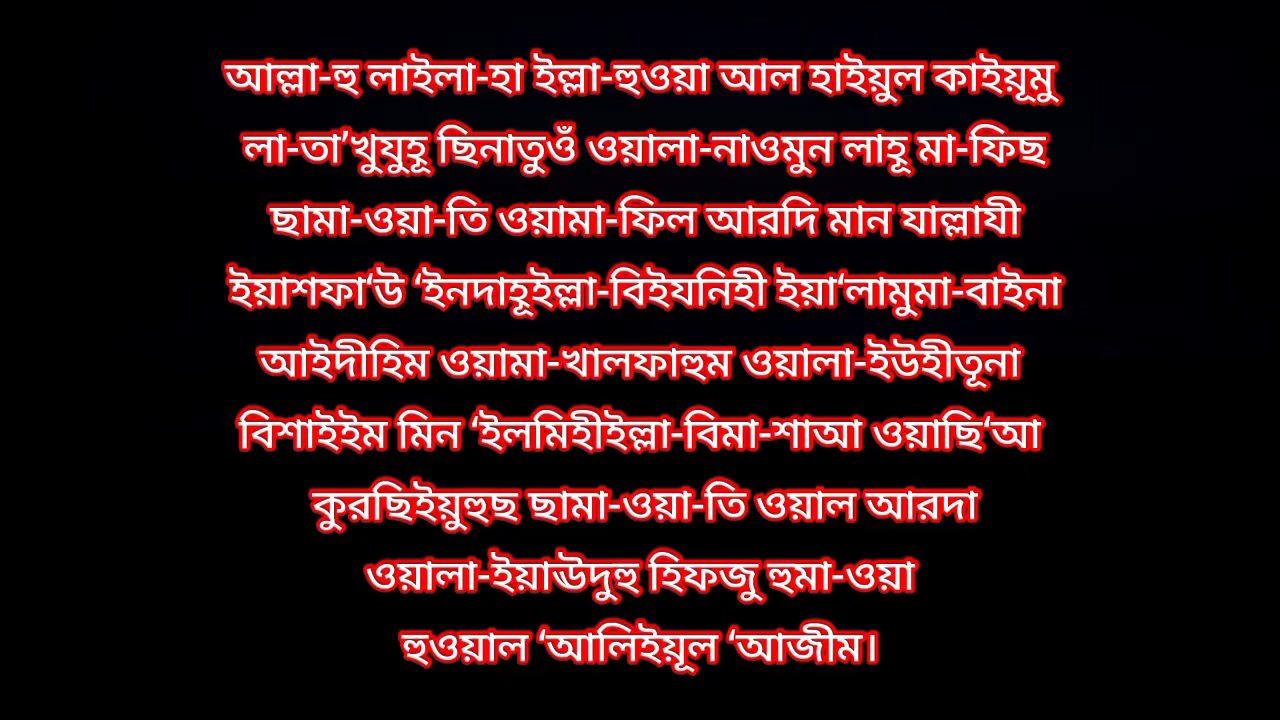 আল্লা-হু লাইলা-হা ইল্লা-হুওয়া আল হাইয়ুল কাইয়ূমু
লা-তা’খুযুহূ ছিনাতুওঁ ওয়ালা-নাওমুন লাহূ মা-ফিছ
ছামা-ওয়া-তি ওয়ামা-ফিল আরদি মান যাল্লাযী
ইয়াশফা‘উ ‘ইনদাহূইল্লা-বিইযনিহী ইয়া‘লামুমা-বাইনা
আইদীহিম ওয়ামা-খালফাহুম ওয়ালা-ইউহীতূনা
বিশাইইম মিন ‘ইলমিহীইল্লা-বিমা-শাআ ওয়াছি‘আ
কুরছিইয়ুহুছ ছামা-ওয়া-তি ওয়াল আরদা
ওয়ালা-ইয়াঊদুহু হিফজু হুমা-ওয়া
হুওয়াল ‘আলিইয়ূল ‘আজীম।